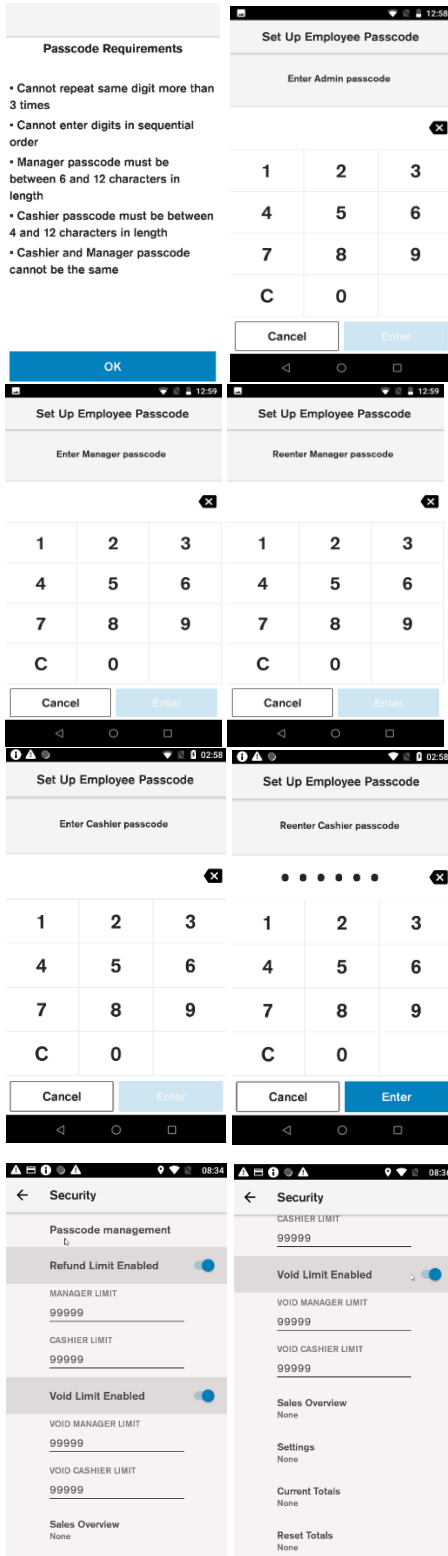 Passcode Requirements
▪ Cannot repeat same digit more than
3 times
▪ Cannot enter digits in sequential
order
▪ Manager passcode must be
between 6 and 12 characters in
length
▪ Cashier passcode must be between
4 and 12 characters in length
▪ Cashier and Manager passcode
cannot be the same
OK
12:58
Set Up Employee Passcode
Enter Admin passcode
1 2 3
4 5 6
7 8 9
C 0
Cancel Enter
12:59
Set Up Employee Passcode
Enter Manager passcode
1 2 3
4 5 6
7 8 9
C 0
Cancel Enter
12:59
Set Up Employee Passcode
Reenter Manager passcode
1 2 3
4 5 6
7 8 9
C 0
Cancel Enter
02:58
Set Up Employee Passcode
Enter Cashier passcode
1 2 3
4 5 6
7 8 9
C 0
Cancel Enter
02:58
Set Up Employee Passcode
Reenter Cashier passcode
1 2 3
4 5 6
7 8 9
C 0
Cancel Enter
08:34
Security
Passcode management
Refund Limit Enabled
MANAGER LIMIT
99999
CASHIER LIMIT
99999
Void Limit Enabled
VOID MANAGER LIMIT
99999
VOID CASHIER LIMIT
99999
Sales Overview
None
Security
CASHIER LIMIT
99999
Void Limit Enabled
VOID MANAGER LIMIT
99999
VOID CASHIER LIMIT
99999
Sales Overview
None
Settings
None
Current Totals
None
Reset Totals
None